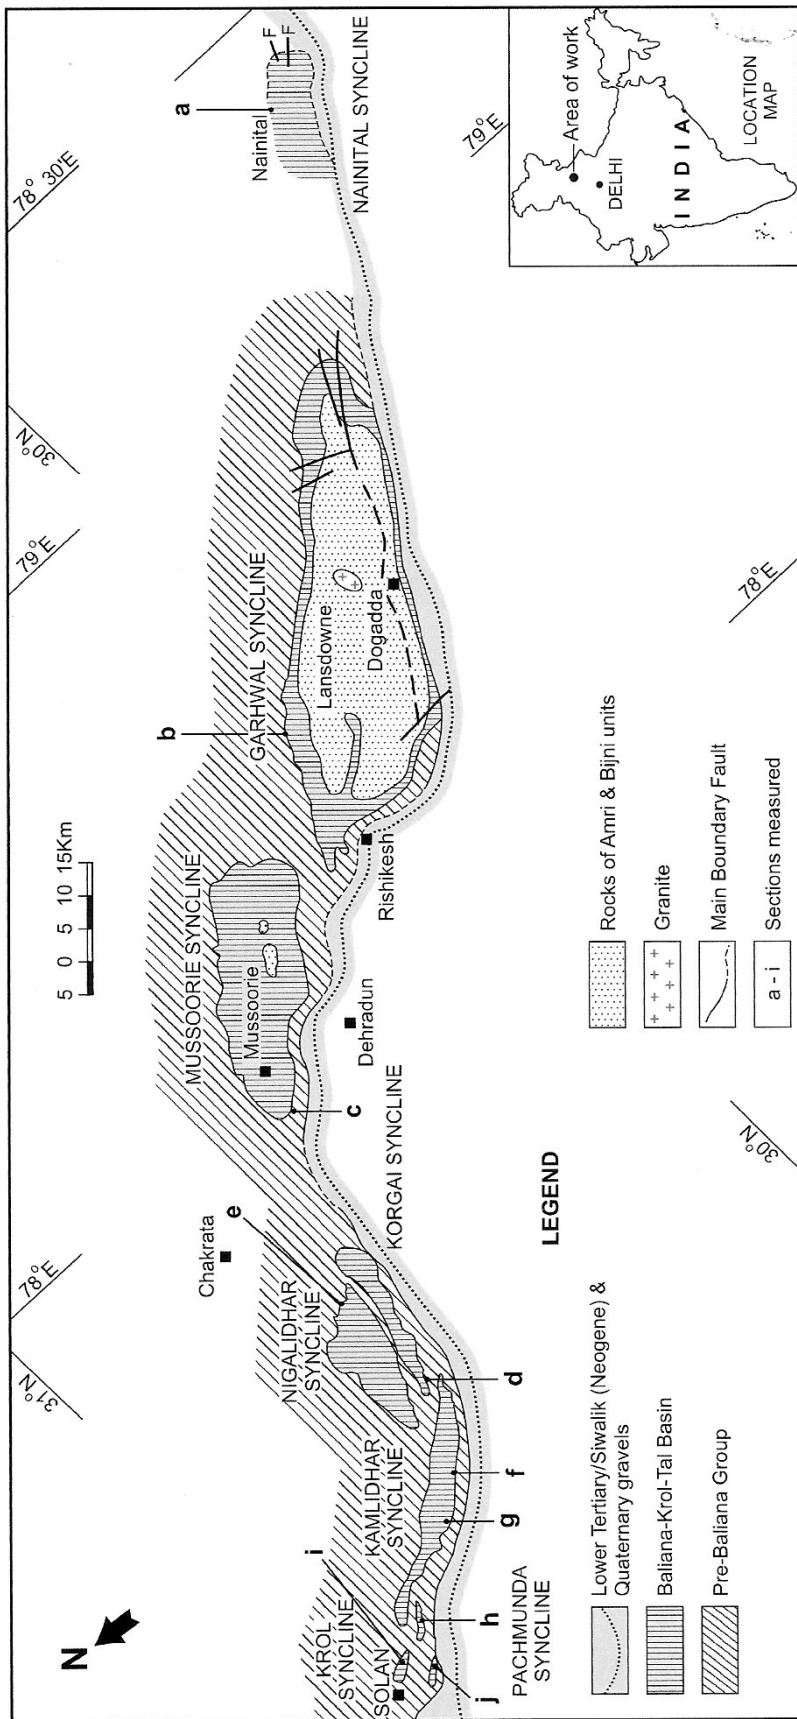 N
KROL
SYNCLINE
SOLAN
i
j
h
PACHMUNDA
SYNCLINE
KAMLIDHAR
SYNCLINE
g
f
31°N
78°E
NIGALIDHAR
SYNCLINE
d
e
Chakrata
KORGAI SYNCLINE
c
MUSSOORIE SYNCLINE
Mussoorie
Dehradun
5 0 5 10 15Km
Rishikesh
b
GARHWAL SYNCLINE
Lansdowne
Dogadda
79°E
30°N
78°30'E
a
Nainital
F
F
NAINITAL SYNCLINE
79°E
78°E
30°N
Area of work
DELHI
INDIA
LOCATION
MAP
LEGEND
Lower Tertiary/Siwalik (Neogene) &
Quaternary gravels
Baliana-Krol-Tal Basin
Pre-Baliana Group
Rocks of Amri & Bijni units
Granite
Main Boundary Fault
a - i
Sections measured